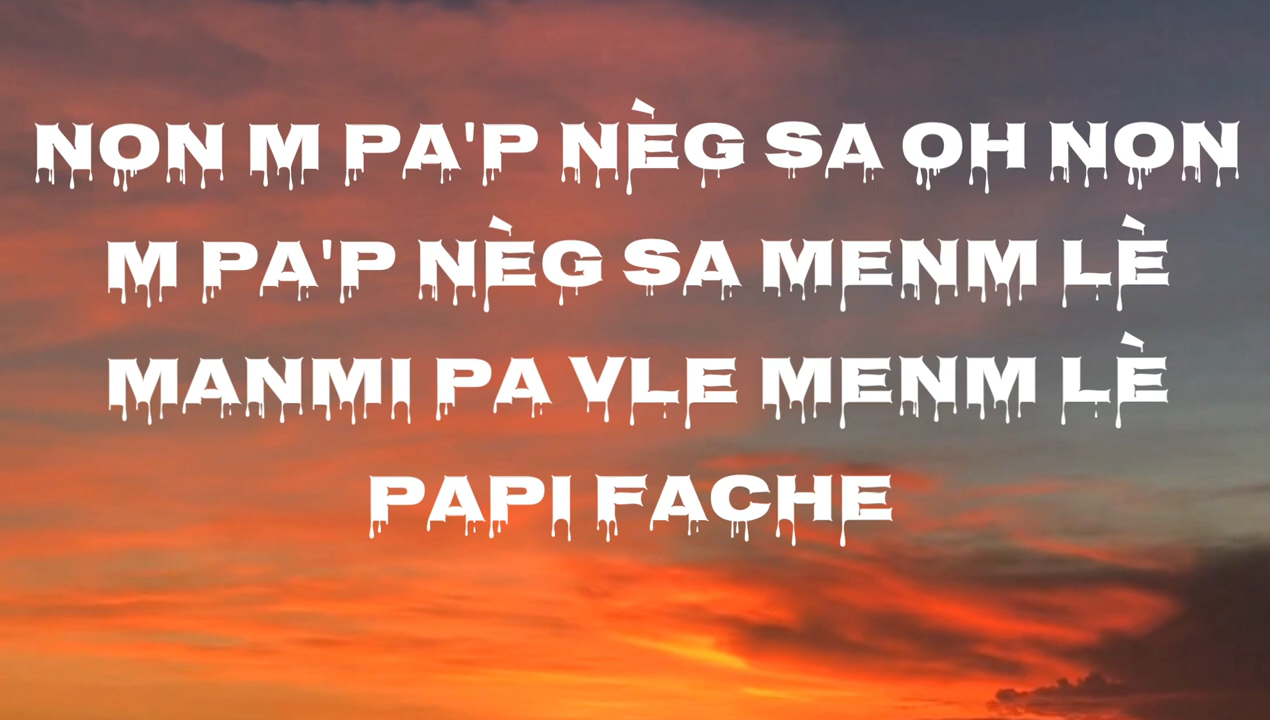 NON M PA'P NÈG SA OH NON
M PA'P NÈG SA MENM LÈ
MANMI PA VLE MENM LÈ
PAPI FACHE